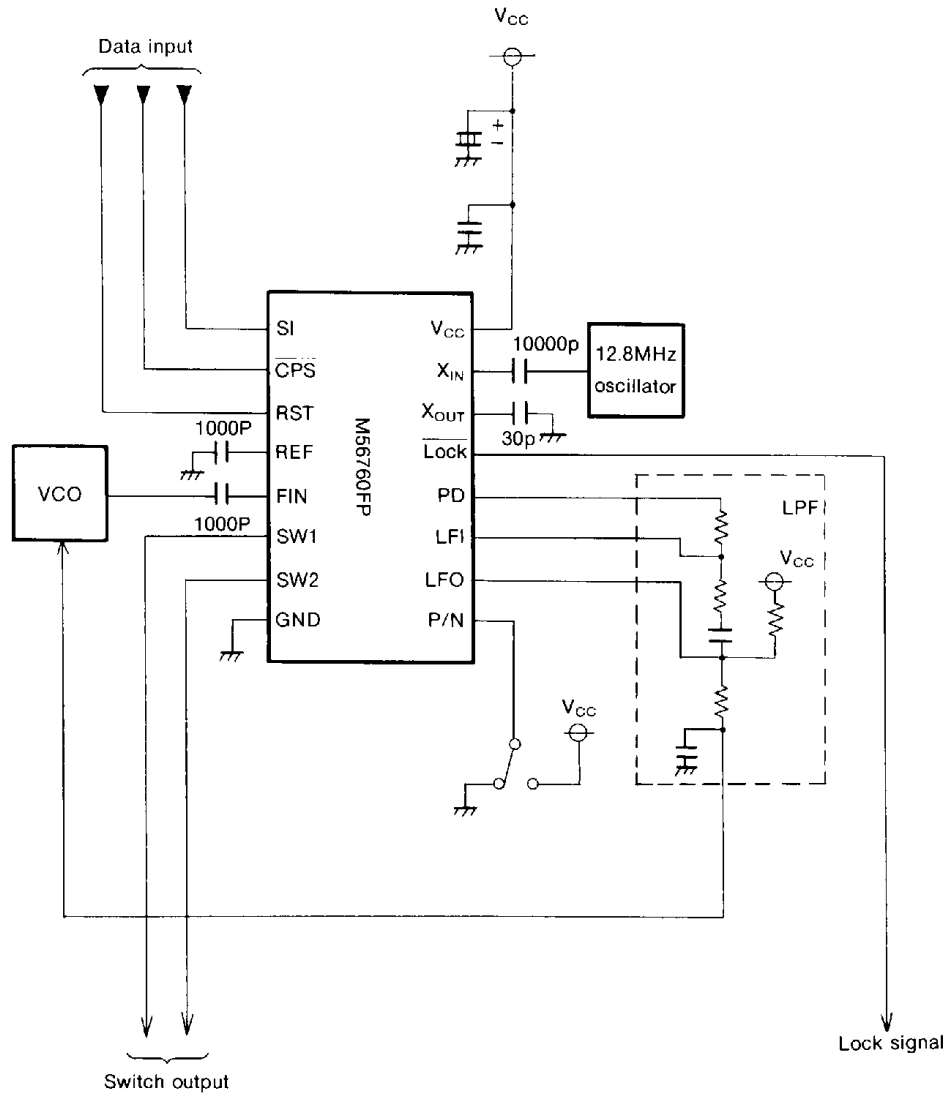 Data input
VCC
+
−
SI
CPS
RST
1000P
REF
FIN
1000P
SW1
SW2
GND
M56760FP
VCC
XIN
XOUT
Lock
PD
LFI
LFO
P/N
10000p
12.8MHz
oscillator
30p
VCO
LPF
VCC
VCC
Switch output
Lock signal